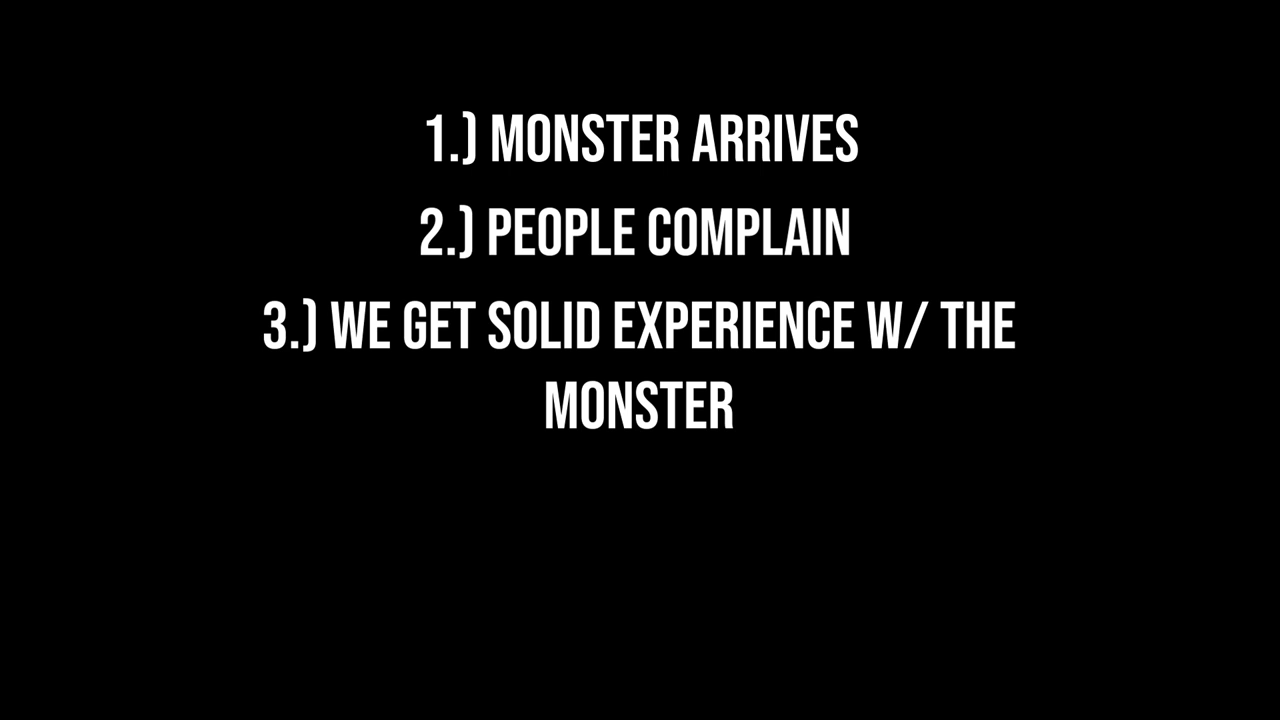 1.) MONSTER ARRIVES
2.) PEOPLE COMPLAIN
3.) WE GET SOLID EXPERIENCE W/ THE
MONSTER